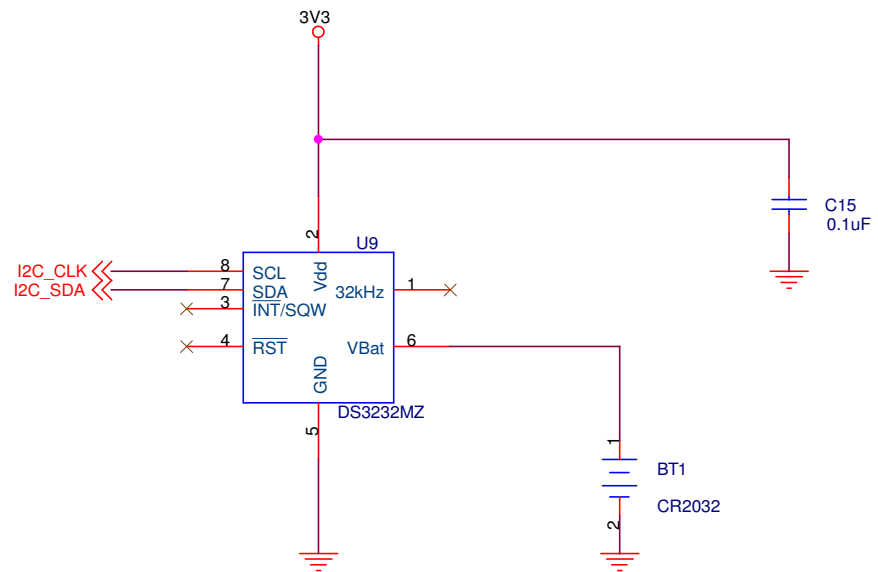 3V3
C15
0.1uF
U9
2
Vdd
I2C_CLK
8
SCL
I2C_SDA
7
SDA
3
INT/SQW
4
RST
32kHz
1
VBat
6
GND
DS3232MZ
5
1
BT1
CR2032
2